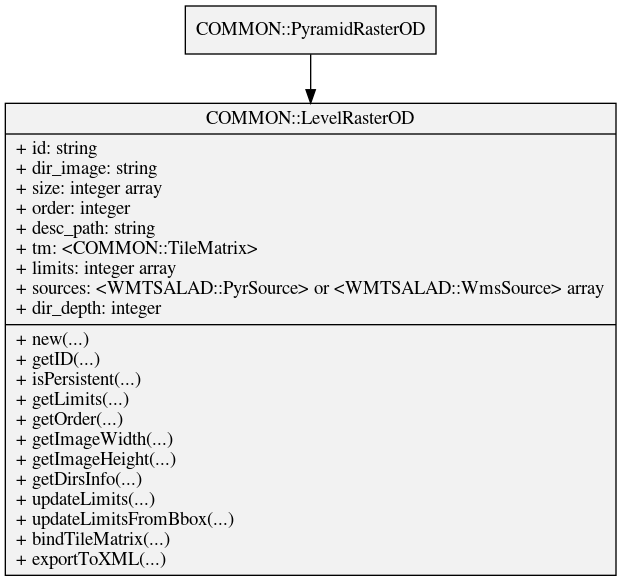 COMMON::PyramidRasterOD
COMMON::LevelRasterOD
+ id: string
+ dir_image: string
+ size: integer array
+ order: integer
+ desc_path: string
+ tm: <COMMON::TileMatrix>
+ limits: integer array
+ sources: <WMTSALAD::PyrSource> or <WMTSALAD::WmsSource> array
+ dir_depth: integer
+ new(...)
+ getID(...)
+ isPersistent(...)
+ getLimits(...)
+ getOrder(...)
+ getImageWidth(...)
+ getImageHeight(...)
+ getDirsInfo(...)
+ updateLimits(...)
+ updateLimitsFromBbox(...)
+ bindTileMatrix(...)
+ exportToXML(...)